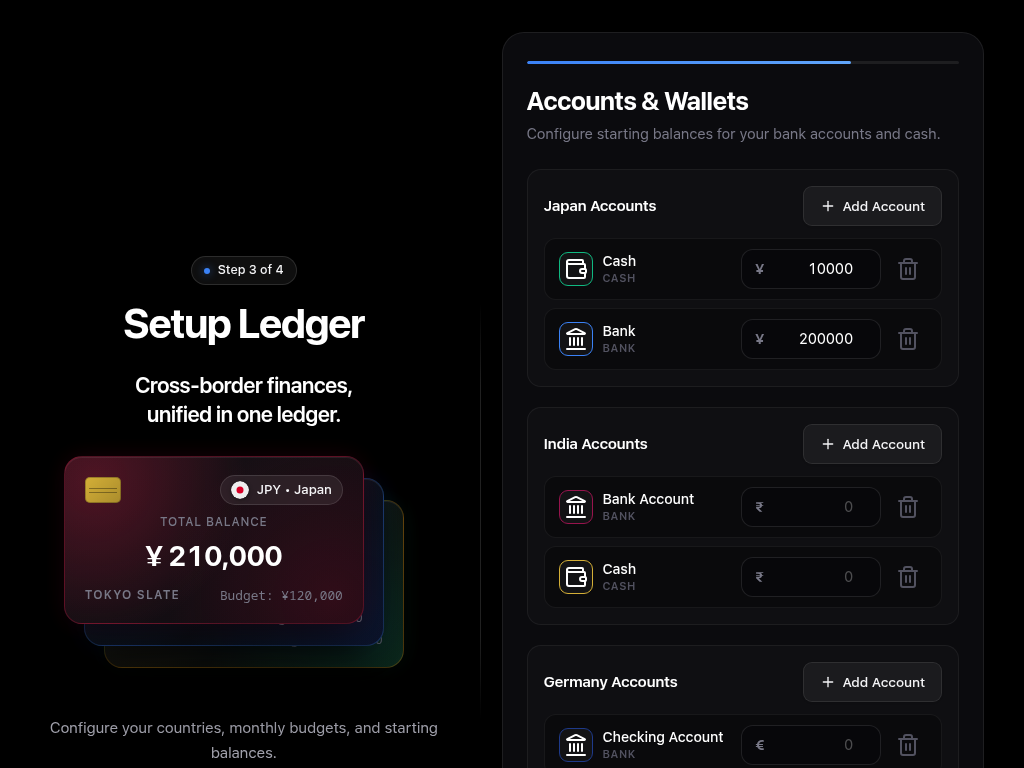 Step 3 of 4
Setup Ledger
Cross-border finances,
unified in one ledger.
JPY • Japan
TOTAL BALANCE
¥ 210,000
TOKYO SLATE
Budget: ¥120,000
Configure your countries, monthly budgets, and starting
balances.
Accounts & Wallets
Configure starting balances for your bank accounts and cash.
Japan Accounts
+ Add Account
Cash
CASH
¥ 10000
Bank
BANK
¥ 200000
India Accounts
+ Add Account
Bank Account
BANK
₹ 0
Cash
CASH
₹ 0
Germany Accounts
+ Add Account
Checking Account
BANK
€ 0